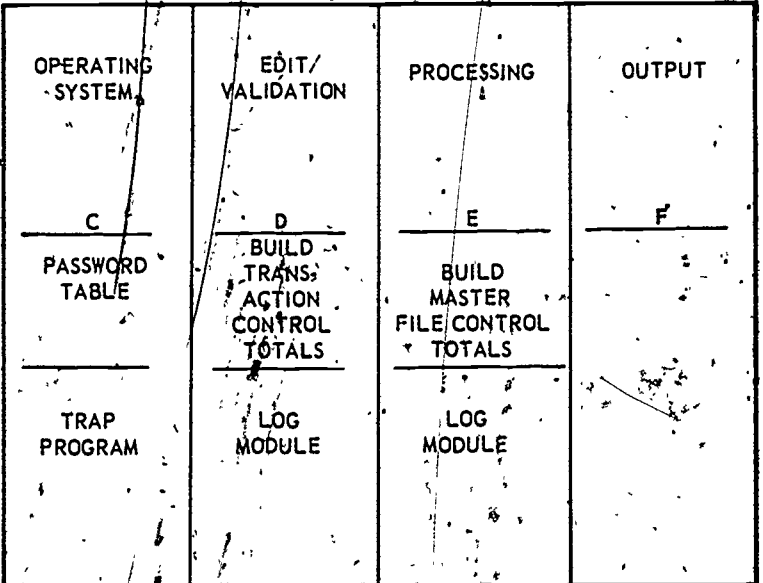 OPERATING
SYSTEM
C
PASSWORD
TABLE
TRAP
PROGRAM
EDIT/
VALIDATION
D
BUILD
TRANS-
ACTION
CONTROL
TOTALS
LOG
MODULE
PROCESSING
E
BUILD
MASTER
FILE CONTROL
TOTALS
LOG
MODULE
OUTPUT
F